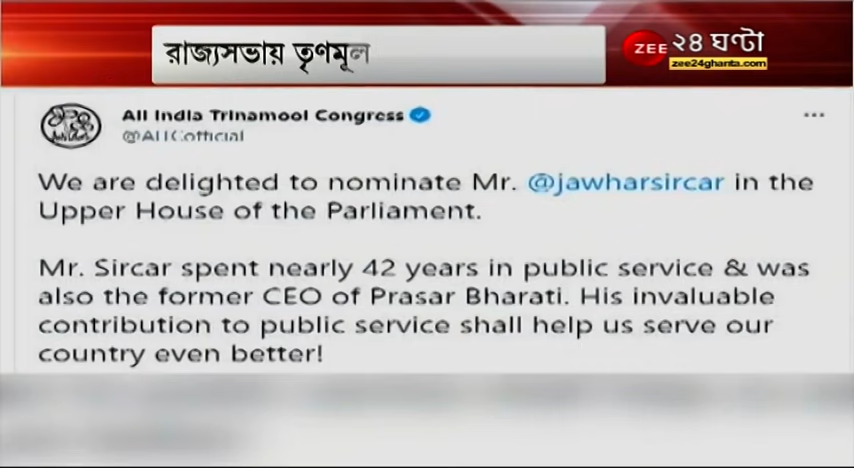 রাজ্যসভায় তৃণমূল
ZEE ২৪ ঘণ্টা
zee24ghanta.com
All India Trinamool Congress
@AITCofficial
We are delighted to nominate Mr. @jawharsircar in the
Upper House of the Parliament.
Mr. Sircar spent nearly 42 years in public service & was
also the former CEO of Prasar Bharati. His invaluable
contribution to public service shall help us serve our
country even better!